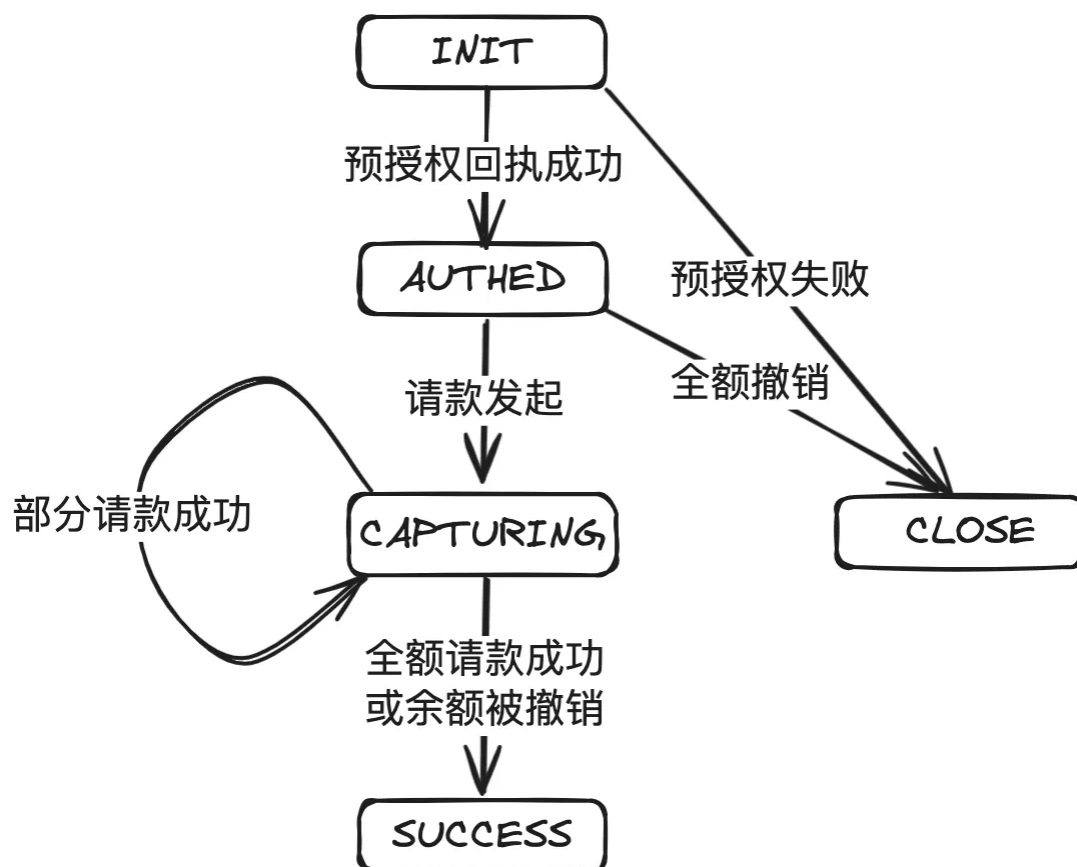 INIT
预授权回执成功
AUTHED
预授权失败
全额撤销
请款发起
部分请款成功
CAPTURING
CLOSE
全额请款成功
或余额被撤销
SUCCESS